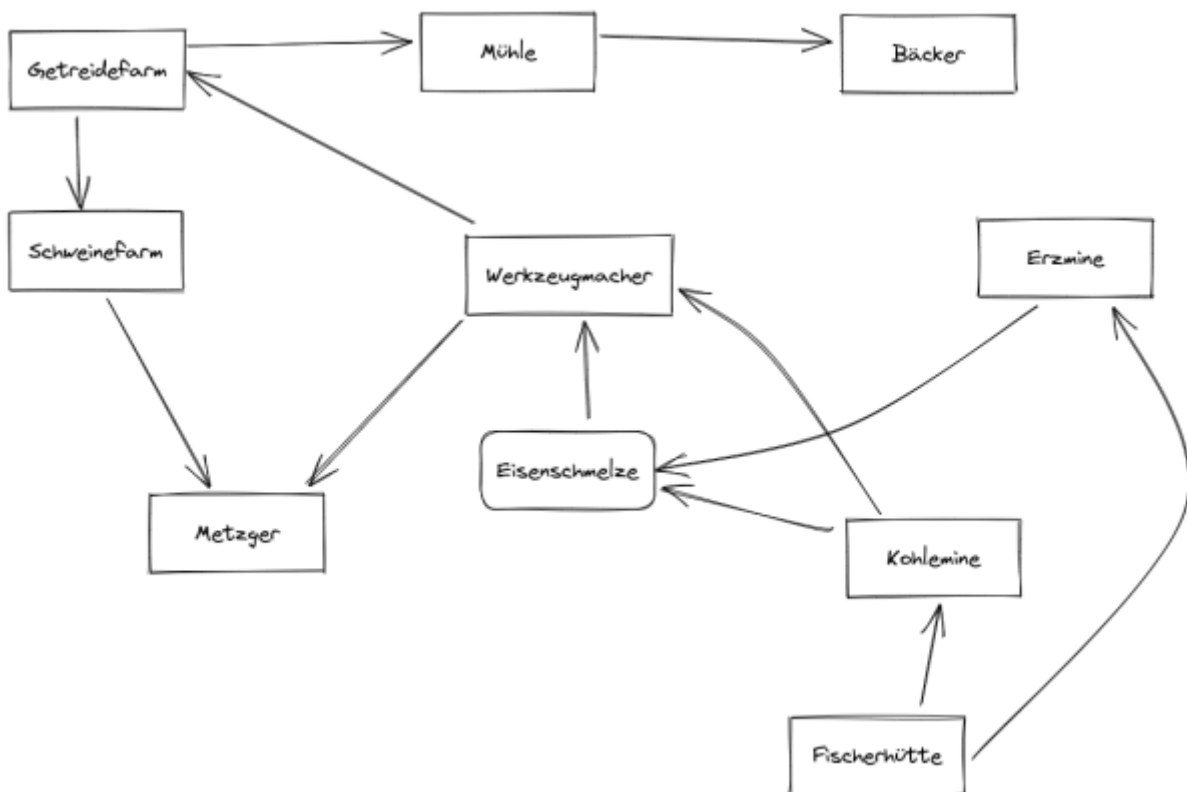 Getreidefarm
Mühle
Bäcker
Schweinefarm
Werkzeugmacher
Erzmine
Eisenschmelze
Metzger
Kohlemine
Fischerhütte